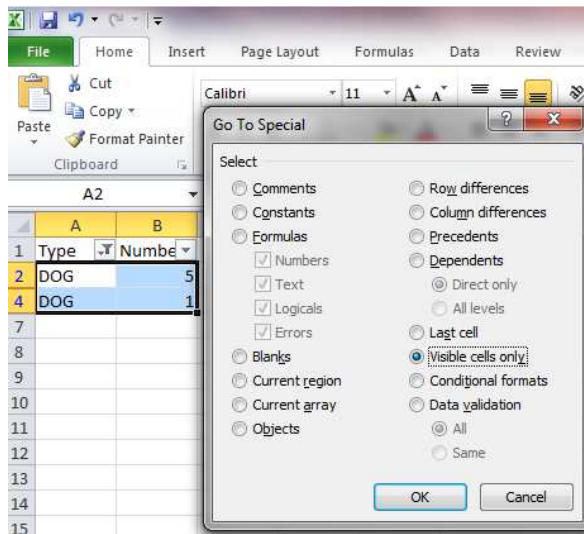 File Home Insert Page Layout Formulas Data Review
Cut
Copy
Format Painter
Paste
Clipboard
Calibri 11 A A
A2
Go To Special
Select
Comments
Constants
Formulas
Numbers
Text
Logicals
Errors
Blanks
Current region
Current array
Objects
Row differences
Column differences
Precedents
Dependents
Direct only
All levels
Last cell
Visible cells only
Conditional formats
Data validation
All
Same
OK Cancel
A B
1 Type Numbe
2 DOG 5
4 DOG 1
7
8
9
10
11
12
13
14
15